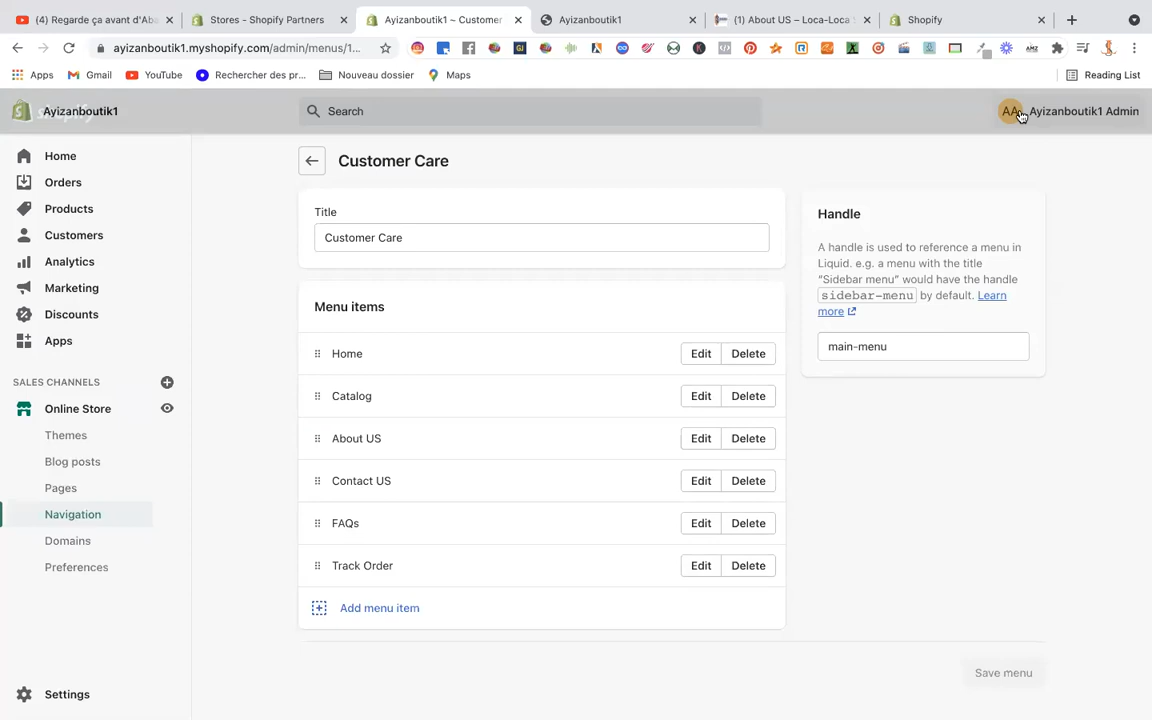 (4) Regarde ça avant d'Aba
Stores - Shopify Partners
Ayizanboutik1 ~ Customer
Ayizanboutik1
(1) About US – Loca-Loca S
Shopify
ayizanboutik1.myshopify.com/admin/menus/1...
Apps
Gmail
YouTube
Rechercher des pr...
Nouveau dossier
Maps
Reading List
Ayizanboutik1
Search
AA
Ayizanboutik1 Admin
Home
Orders
Products
Customers
Analytics
Marketing
Discounts
Apps
SALES CHANNELS
Online Store
Themes
Blog posts
Pages
Navigation
Domains
Preferences
Settings
Customer Care
Title
Customer Care
Menu items
Home Edit Delete
Catalog Edit Delete
About US Edit Delete
Contact US Edit Delete
FAQs Edit Delete
Track Order Edit Delete
Add menu item
Handle
A handle is used to reference a menu in
Liquid. e.g. a menu with the title
“Sidebar menu” would have the handle
sidebar-menu by default. Learn
more
main-menu
Save menu